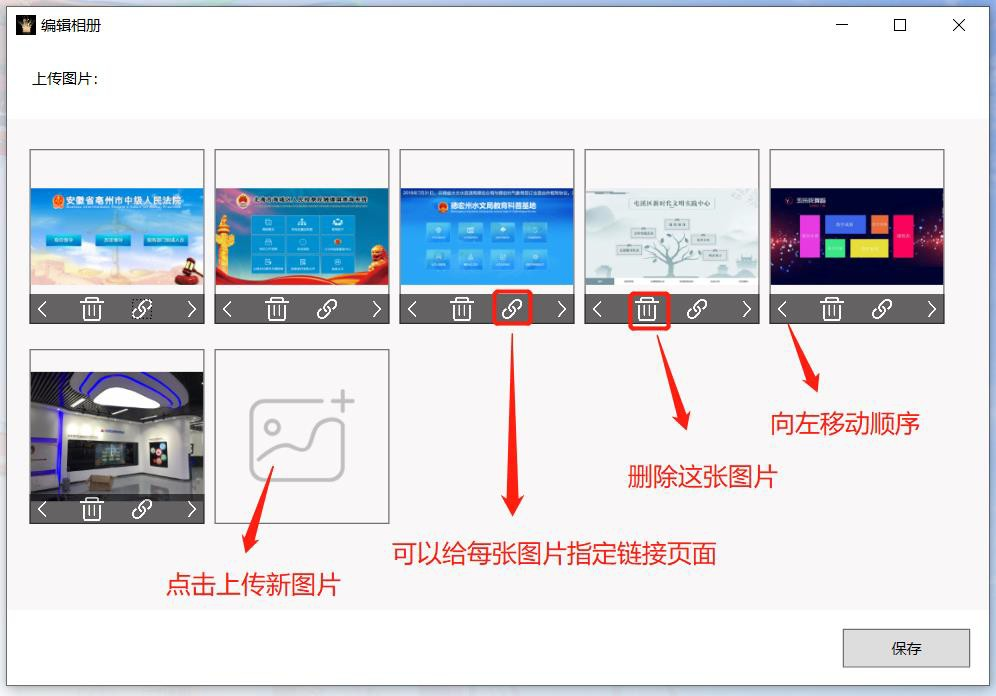 编辑相册
上传图片：
安徽省亳州市中级人民法院
德宏州水文局教育科普基地
屯溪区新时代文明实践中心
向左移动顺序
删除这张图片
可以给每张图片指定链接页面
点击上传新图片
保存